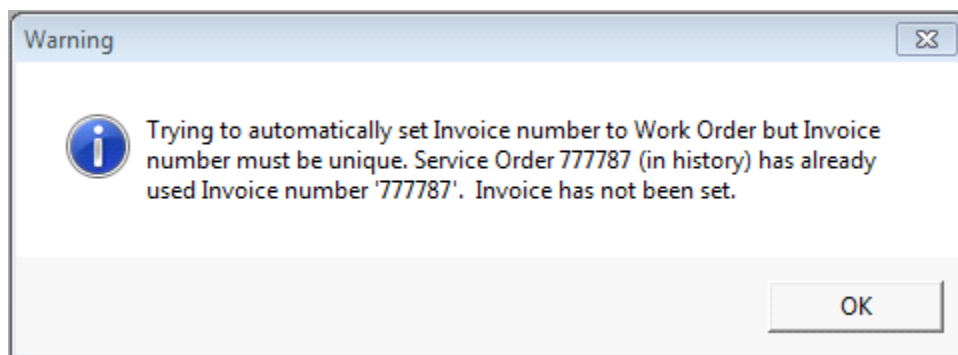 Warning
Trying to automatically set Invoice number to Work Order but Invoice
number must be unique. Service Order 777787 (in history) has already
used Invoice number '777787'.  Invoice has not been set.
OK